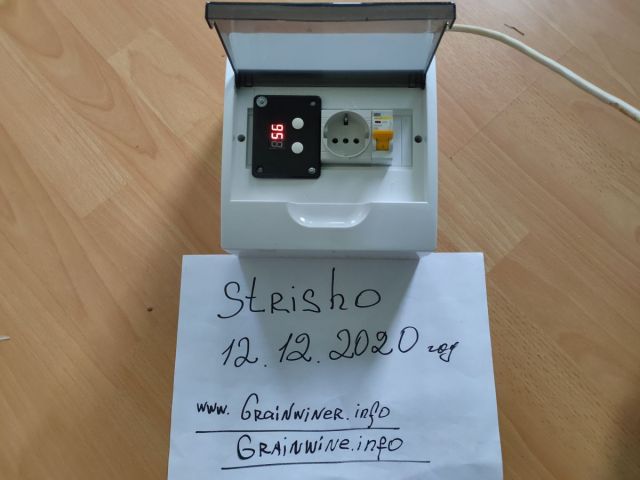 56
Strisho
12.12.2020 год
www. GRAINWINER.info
GRAINWINE.info